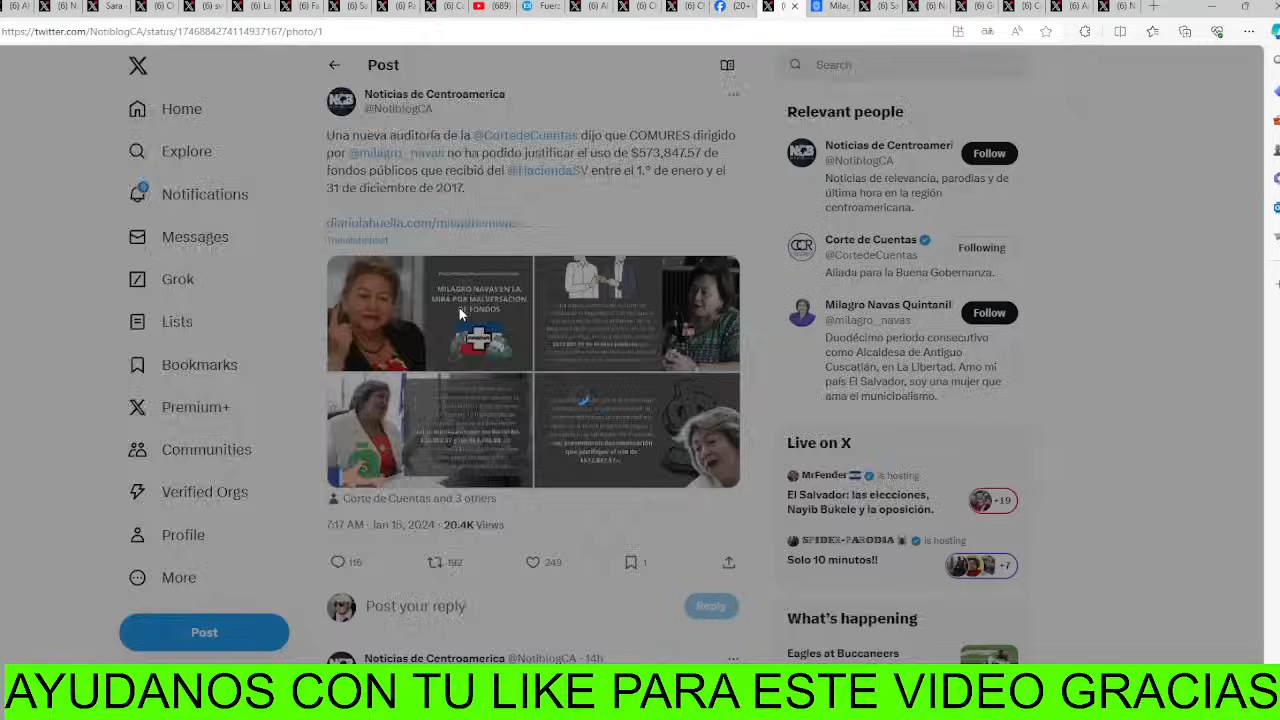 (689)
(20+
Milag
https://twitter.com/NotiblogCA/status/1746884274114937167/photo/1
Post
Search
Home
Explore
Notifications
Messages
Grok
Lists
Bookmarks
Premium+
Communities
Verified Orgs
Profile
More
Post
Noticias de Centroamerica
@NotiblogCA
Una nueva auditoría de la @CortedeCuentas dijo que COMURES dirigido
por @milagro_navas no ha podido justificar el uso de $573,847.57 de
fondos públicos que recibió del @HaciendaSV entre el 1.° de enero y el
31 de diciembre de 2017.
Translate post
MILAGRO NAVAS EN LA
MIRA POR MALVERSACION
DE FONDOS
Corte de Cuentas and 3 others
7:17 AM · Jan 15, 2024 · 20.4K Views
192
249
1
Post your reply
Reply
Noticias de Centroamerica @NotiblogCA · 14h
Relevant people
Noticias de Centroameri
@NotiblogCA
Follow
Noticias de relevancia, parodias y de
última hora en la región
centroamericana.
Corte de Cuentas
@CortedeCuentas
Following
Aliada para la Buena Gobernanza.
Milagro Navas Quintanil
@milagro_navas
Follow
Duodécimo periodo consecutivo
como Alcaldesa de Antiguo
Cuscatlán, en La Libertad. Amo mi
país El Salvador, soy una mujer que
ama el municipalismo.
Live on X
MrFender is hosting
El Salvador: las elecciones,
Nayib Bukele y la oposición.
+19
SPIDER-PARODIA is hosting
Solo 10 minutos!!
+7
What's happening
Eagles at Buccaneers
AYUDANOS CON TU LIKE PARA ESTE VIDEO GRACIAS